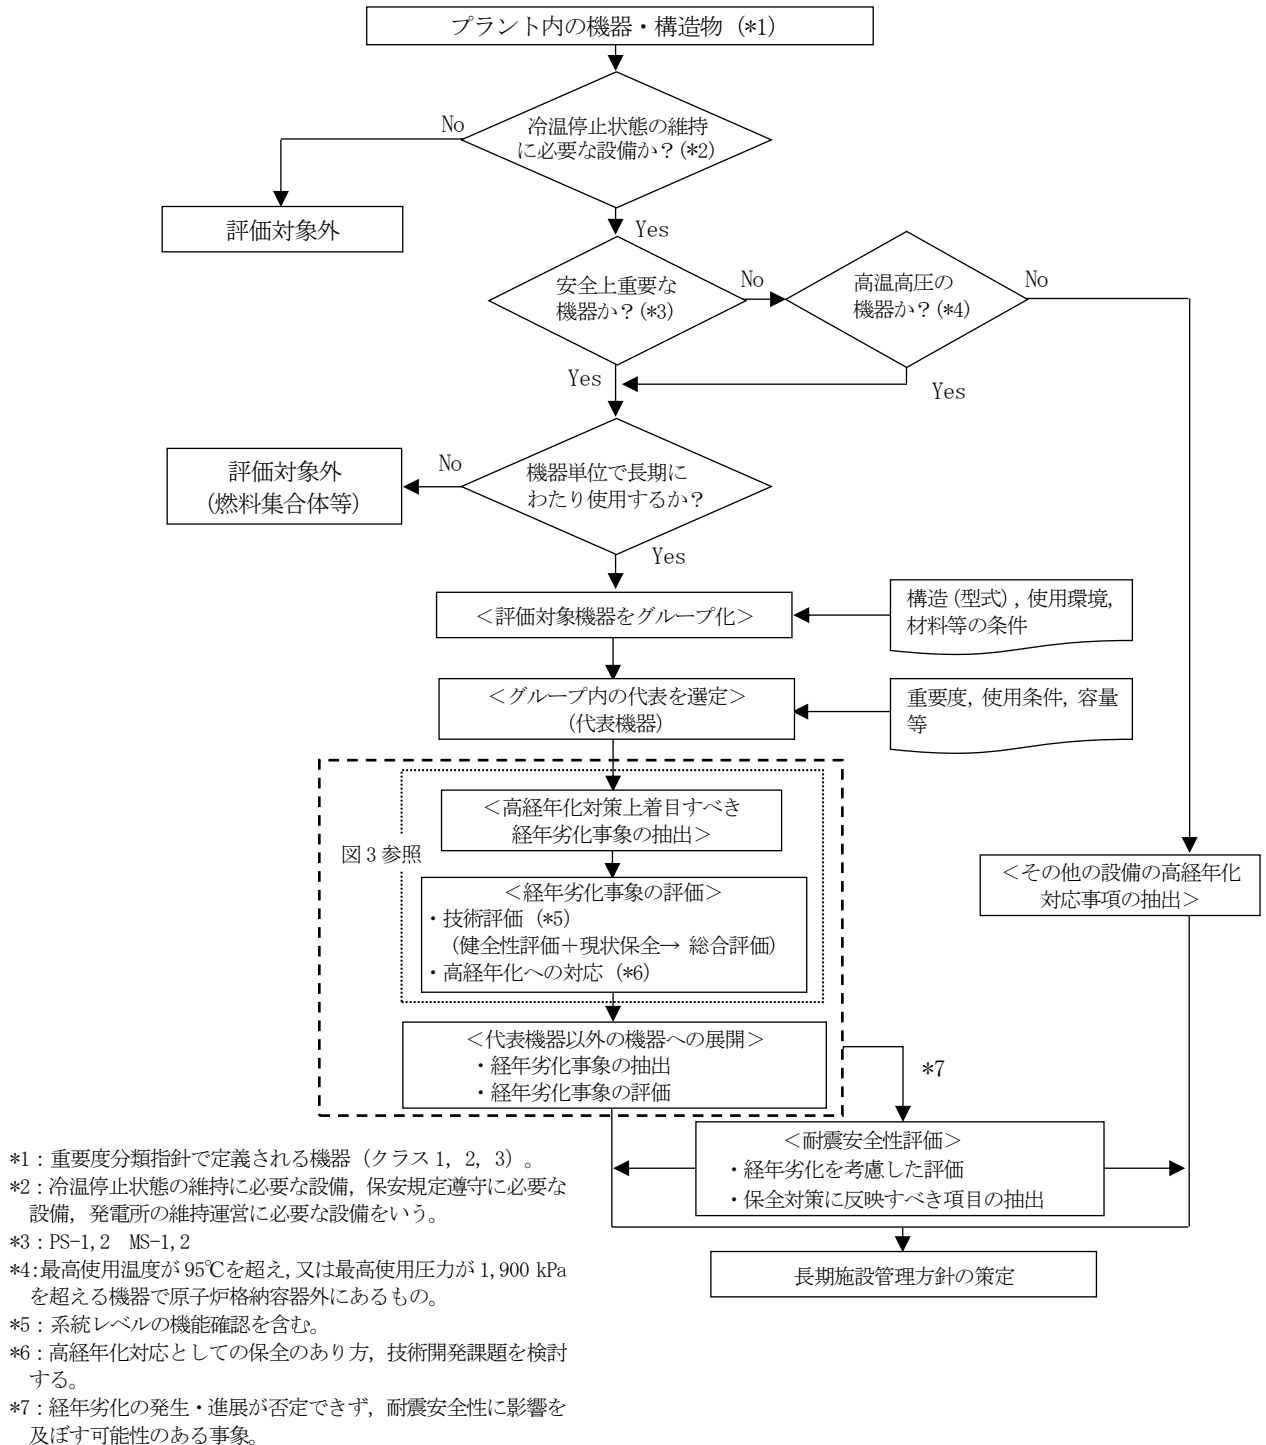 プラント内の機器・構造物 (*1)
No
冷温停止状態の維持
に必要な設備か？(*2)
評価対象外
Yes
安全上重要な
機器か？(*3)
No
高温高圧の
機器か？(*4)
No
Yes
Yes
評価対象外
(燃料集合体等)
No
機器単位で長期に
わたり使用するか？
Yes
＜評価対象機器をグループ化＞
構造(型式), 使用環境,
材料等の条件
＜グループ内の代表を選定＞
(代表機器)
重要度, 使用条件, 容量
等
＜高経年化対策上着目すべき
経年劣化事象の抽出＞
図3参照
＜経年劣化事象の評価＞
・技術評価 (*5)
(健全性評価＋現状保全→ 総合評価)
・高経年化への対応 (*6)
＜その他の設備の高経年化
対応事項の抽出＞
＜代表機器以外の機器への展開＞
・経年劣化事象の抽出
・経年劣化事象の評価
*7
＜耐震安全性評価＞
・経年劣化を考慮した評価
・保全対策に反映すべき項目の抽出
長期施設管理方針の策定
*1：重要度分類指針で定義される機器（クラス1，2，3）。
*2：冷温停止状態の維持に必要な設備，保安規定遵守に必要な
設備，発電所の維持運営に必要な設備をいう。
*3：PS-1,2　MS-1,2
*4:最高使用温度が95℃を超え,又は最高使用圧力が1,900 kPa
を超える機器で原子炉格納容器外にあるもの。
*5：系統レベルの機能確認を含む。
*6：高経年化対応としての保全のあり方，技術開発課題を検討
する。
*7：経年劣化の発生・進展が否定できず，耐震安全性に影響を
及ぼす可能性のある事象。